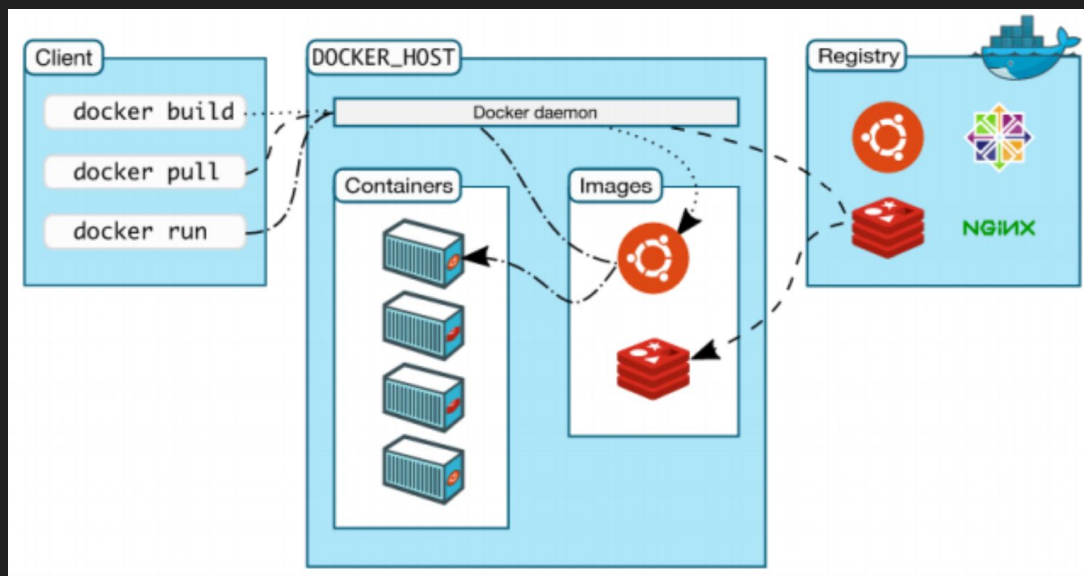 Client
docker build
docker pull
docker run
DOCKER_HOST
Docker daemon
Containers
Images
Registry
NGINX